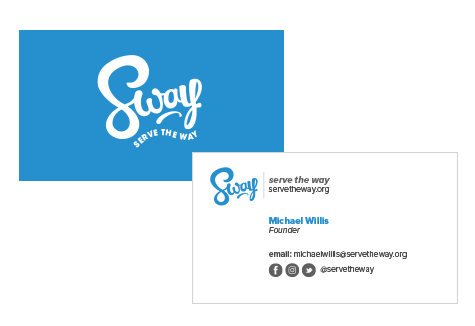 Sway
SERVE THE WAY
Sway
serve the way
servetheway.org
Michael Willis
Founder
email: michaelwillis@servetheway.org
@servetheway